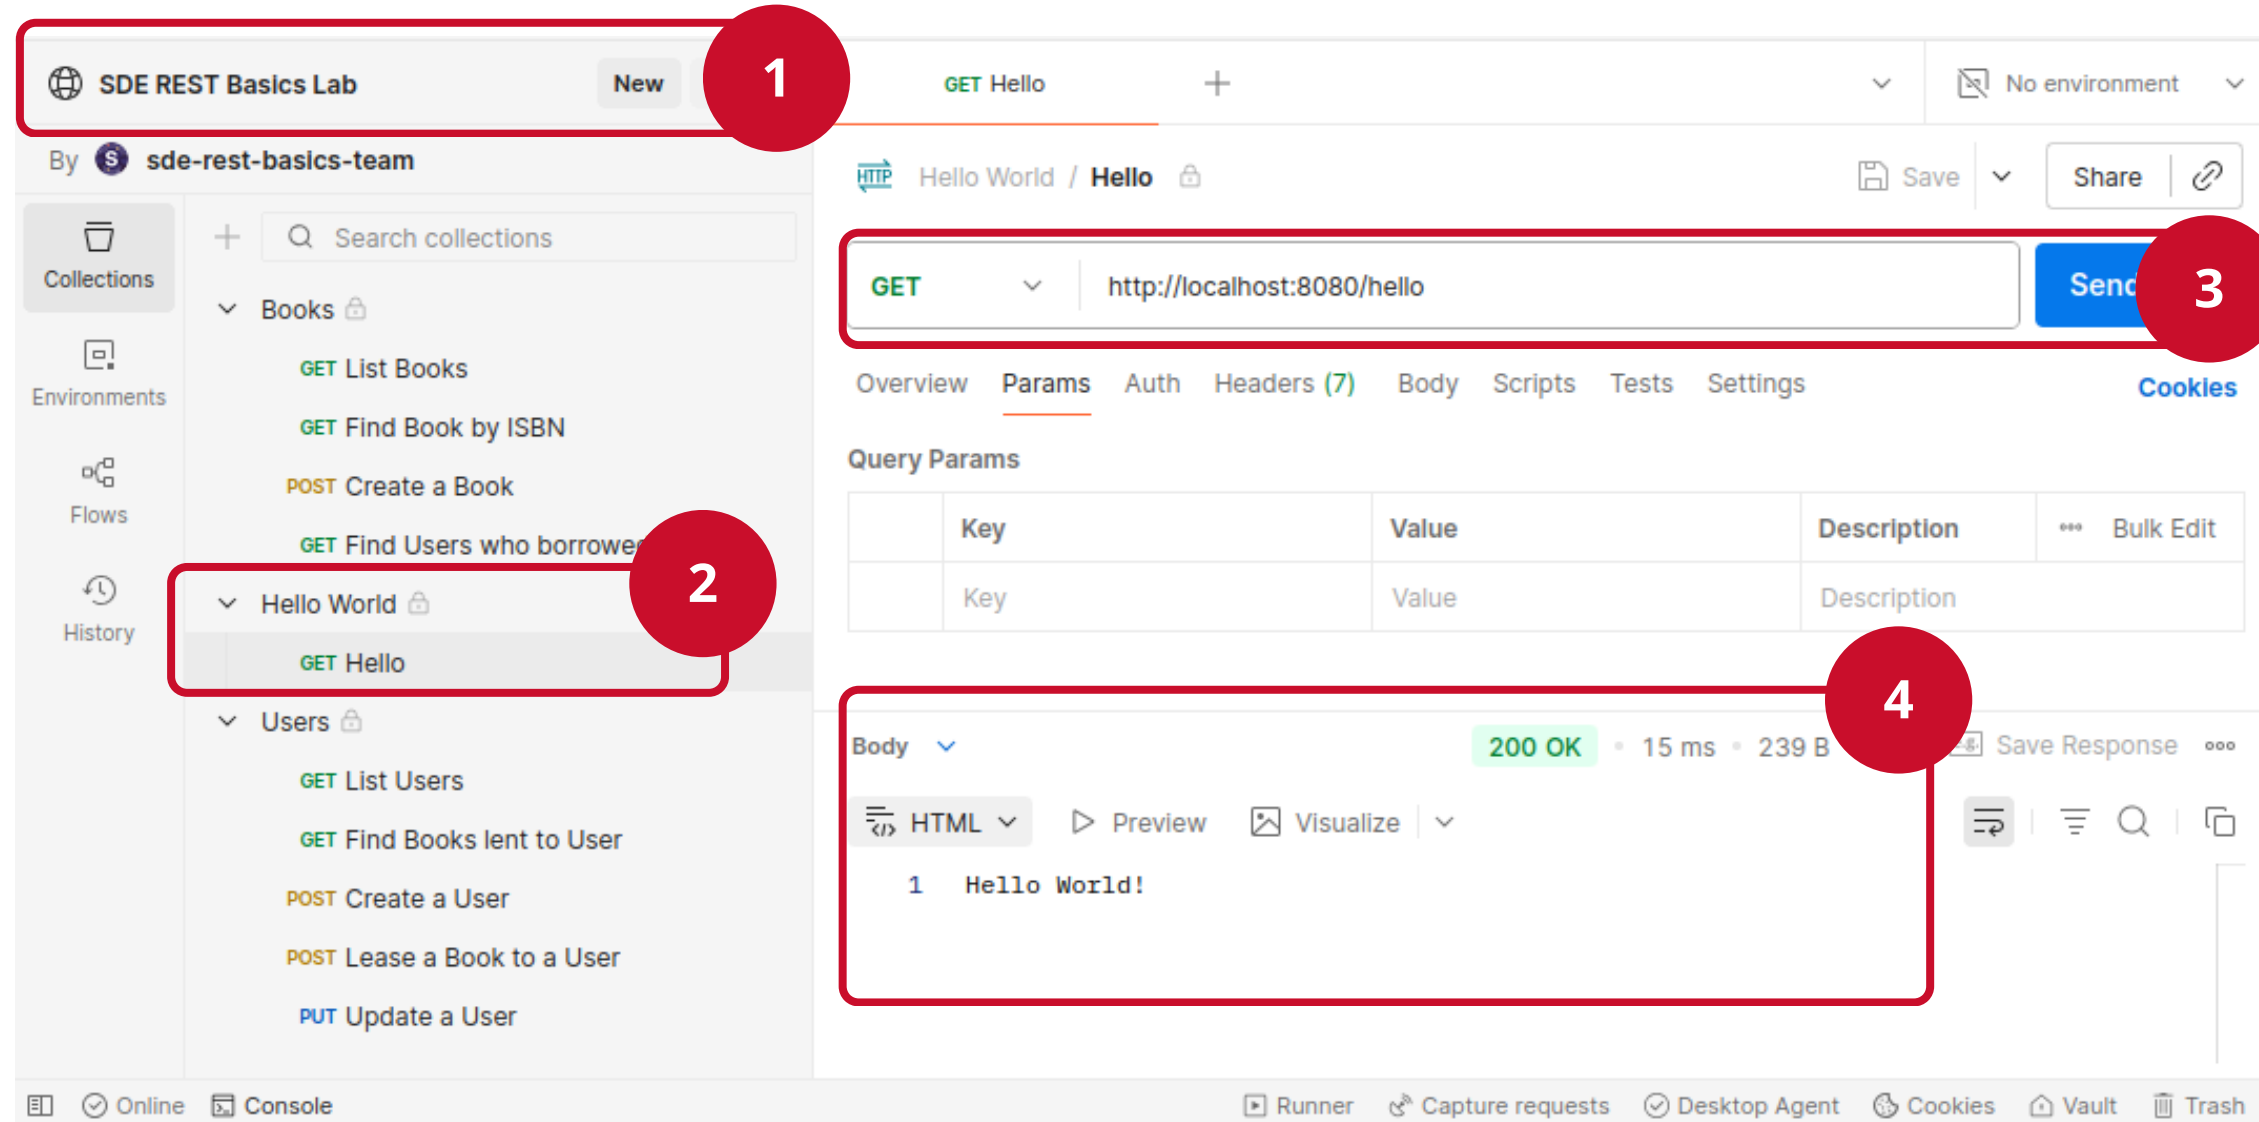 SDE REST Basics Lab
New
1
By S sde-rest-basics-team
Collections
Environments
Flows
History
Search collections
Books
GET List Books
GET Find Book by ISBN
POST Create a Book
GET Find Users who borrowed
2
Hello World
GET Hello
Users
GET List Users
GET Find Books lent to User
POST Create a User
POST Lease a Book to a User
PUT Update a User
GET Hello
No environment
HTTP Hello World / Hello
Save
Share
GET http://localhost:8080/hello
Send
3
Overview Params Auth Headers (7) Body Scripts Tests Settings
Cookies
Query Params
Key Value Description Bulk Edit
Key Value Description
4
Body 200 OK 15 ms 239 B Save Response
HTML Preview Visualize
1 Hello World!
Online Console Runner Capture requests Desktop Agent Cookies Vault Trash